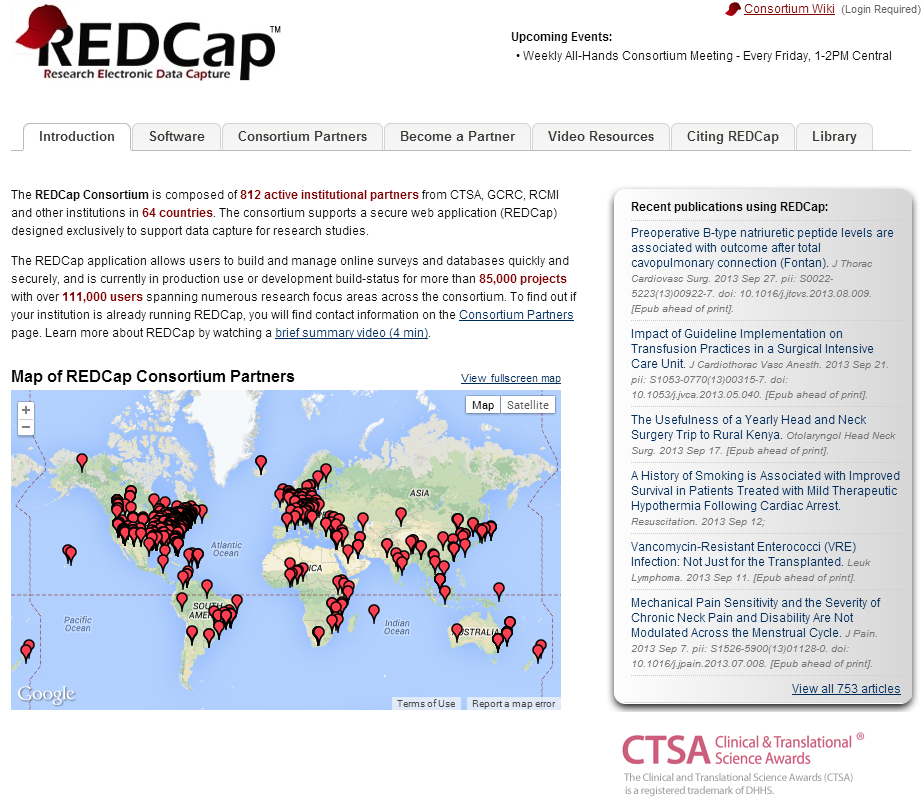 Consortium Wiki (Login Required)
REDCap™
Research Electronic Data Capture
Upcoming Events:
• Weekly All-Hands Consortium Meeting - Every Friday, 1-2PM Central
Introduction
Software
Consortium Partners
Become a Partner
Video Resources
Citing REDCap
Library
The REDCap Consortium is composed of 812 active institutional partners from CTSA, GCRC, RCMI
and other institutions in 64 countries. The consortium supports a secure web application (REDCap)
designed exclusively to support data capture for research studies.
The REDCap application allows users to build and manage online surveys and databases quickly and
securely, and is currently in production use or development build-status for more than 85,000 projects
with over 111,000 users spanning numerous research focus areas across the consortium. To find out if
your institution is already running REDCap, you will find contact information on the Consortium Partners
page. Learn more about REDCap by watching a brief summary video (4 min).
Map of REDCap Consortium Partners
View fullscreen map
+
−
Map
Satellite
ASIA
Atlantic
Ocean
SOUTH
Pacific
Ocean
Indian
Ocean
Google
Terms of Use
Report a map error
Recent publications using REDCap:
Preoperative B-type natriuretic peptide levels are
associated with outcome after total
cavopulmonary connection (Fontan). J Thorac
Cardiovasc Surg. 2013 Sep 27. pii: S0022-
5223(13)00922-7. doi: 10.1016/j.jtcvs.2013.08.009.
[Epub ahead of print].
Impact of Guideline Implementation on
Transfusion Practices in a Surgical Intensive
Care Unit. J Cardiothorac Vasc Anesth. 2013 Sep 21.
pii: S1053-0770(13)00315-7. doi:
10.1053/j.jvca.2013.05.040. [Epub ahead of print].
The Usefulness of a Yearly Head and Neck
Surgery Trip to Rural Kenya. Otolaryngol Head Neck
Surg. 2013 Sep 17. [Epub ahead of print].
A History of Smoking is Associated with Improved
Survival in Patients Treated with Mild Therapeutic
Hypothermia Following Cardiac Arrest.
Resuscitation. 2013 Sep 12;
Vancomycin-Resistant Enterococci (VRE)
Infection: Not Just for the Transplanted. Leuk
Lymphoma. 2013 Sep 11. [Epub ahead of print].
Mechanical Pain Sensitivity and the Severity of
Chronic Neck Pain and Disability Are Not
Modulated Across the Menstrual Cycle. J Pain.
2013 Sep 7. pii: S1526-5900(13)01128-0. doi:
10.1016/j.jpain.2013.07.008. [Epub ahead of print].
View all 753 articles
CTSA Clinical & Translational ®
Science Awards
The Clinical and Translational Science Awards (CTSA)
is a registered trademark of DHHS.